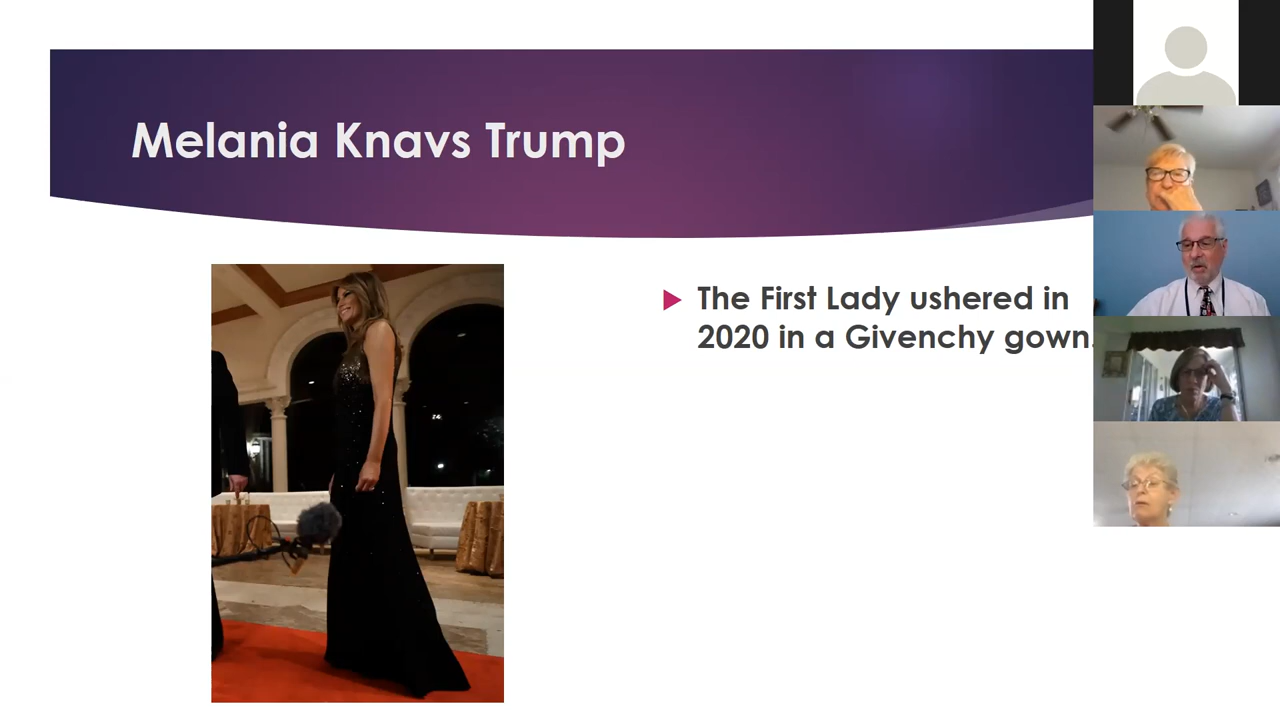 Melania Knavs Trump
The First Lady ushered in
2020 in a Givenchy gown.